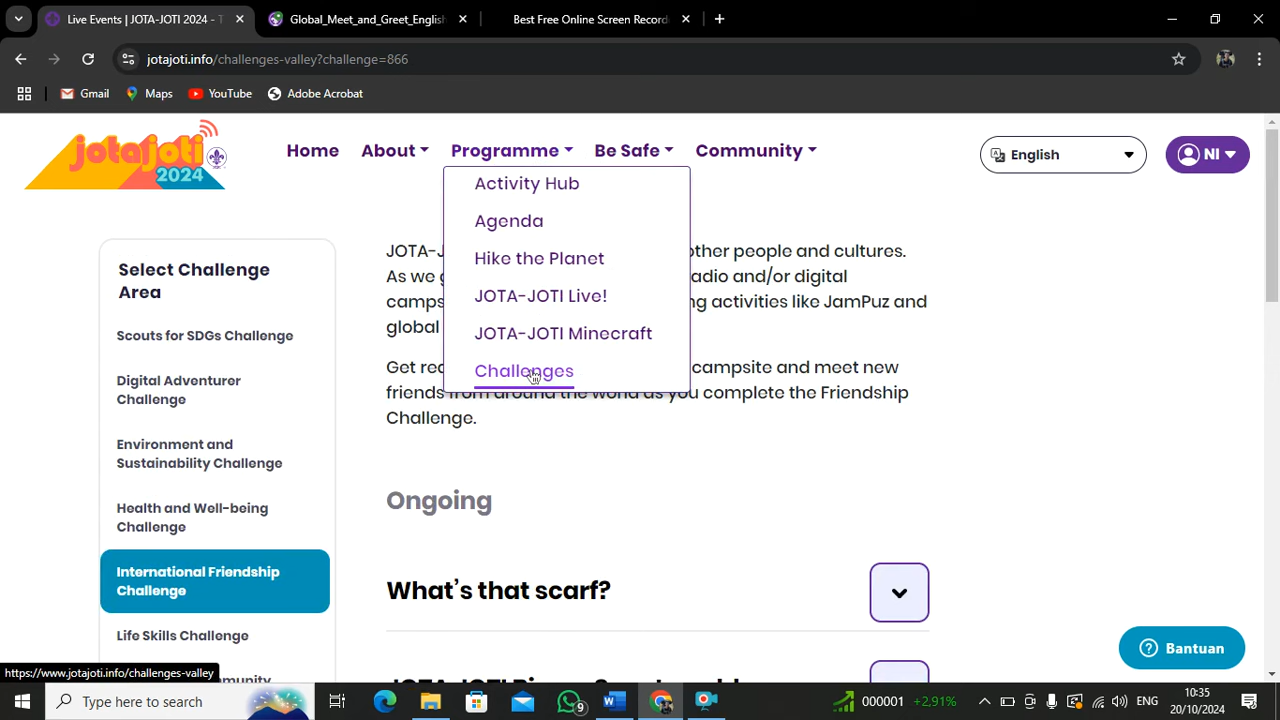 Live Events | JOTA-JOTI 2024 - T
Global_Meet_and_Greet_English
Best Free Online Screen Record
jotajoti.info/challenges-valley?challenge=866
Gmail
Maps
YouTube
Adobe Acrobat
jotajoti
2024
Home
About
Programme
Be Safe
Community
English
NI
Activity Hub
Agenda
Hike the Planet
JOTA-JOTI Live!
JOTA-JOTI Minecraft
Challenges
Select Challenge
Area
Scouts for SDGs Challenge
Digital Adventurer
Challenge
Environment and
Sustainability Challenge
Health and Well-being
Challenge
International Friendship
Challenge
Life Skills Challenge
JOTA-J other people and cultures.
As we g adio and/or digital
camps ng activities like JamPuz and
global
Get rea campsite and meet new
friends from around the world as you complete the Friendship
Challenge.
Ongoing
What's that scarf?
Bantuan
https://www.jotajoti.info/challenges-valley
Type here to search
9
000001 +2,91%
ENG
10:35
20/10/2024